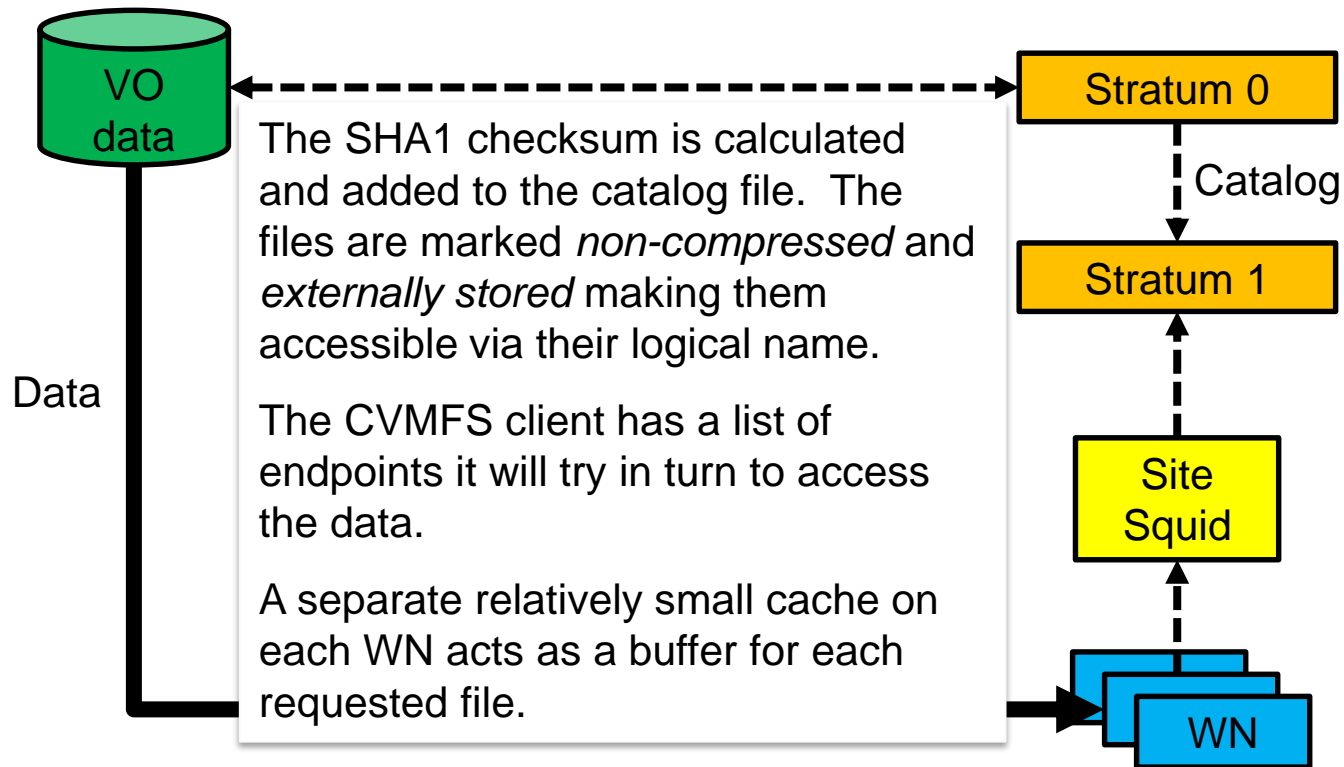 VO
data
Stratum 0
The SHA1 checksum is calculated
and added to the catalog file.  The
files are marked non-compressed and
externally stored making them
accessible via their logical name.
Catalog
Stratum 1
Data
The CVMFS client has a list of
endpoints it will try in turn to access
the data.
Site
Squid
A separate relatively small cache on
each WN acts as a buffer for each
requested file.
WN